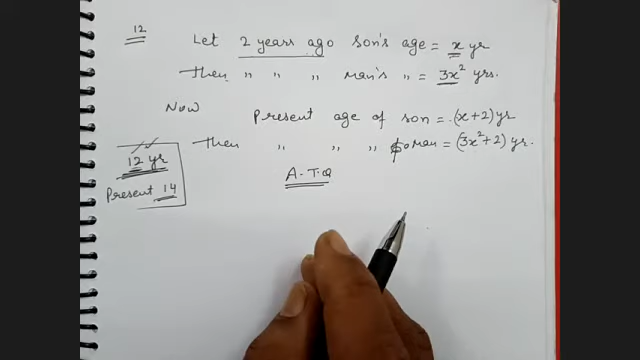 12
Let 2 years ago son's age = x yr
Then " " " man's " = 3x² yrs.
Now Present age of son = (x+2) yr
Then " " " man = (3x²+2) yr.
12 yr
Present 14
A.T.Q